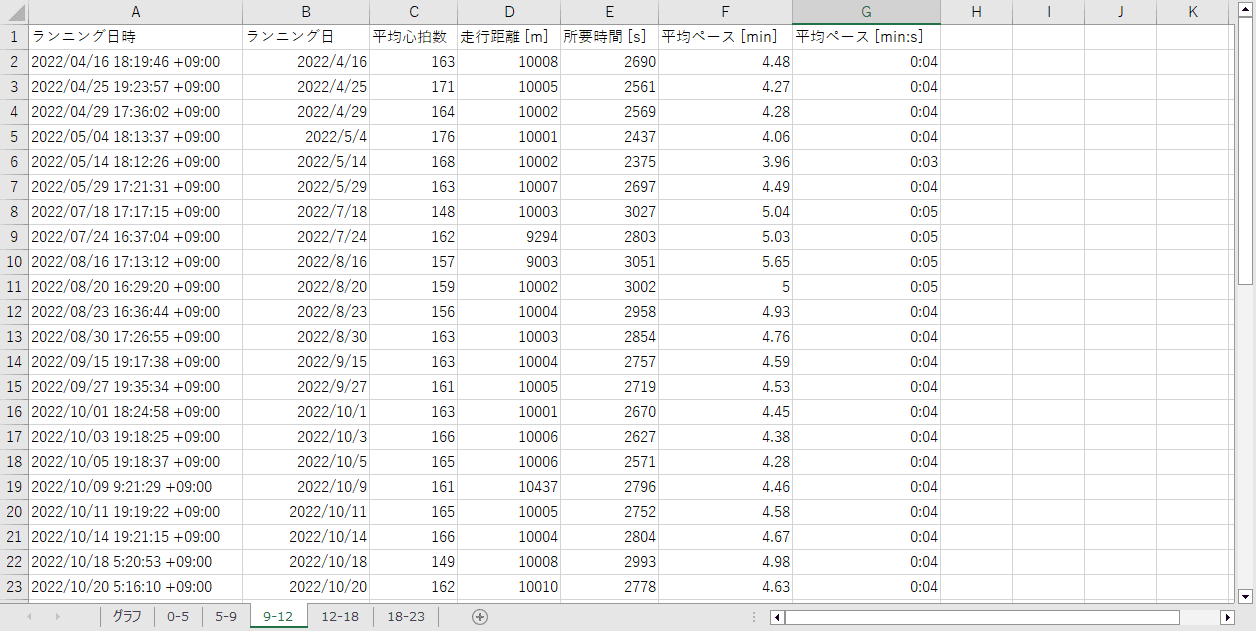 A B C D E F G H I J K
1 ランニング日時 ランニング日 平均心拍数 走行距離 [m] 所要時間 [s] 平均ペース [min] 平均ペース [min:s]
2 2022/04/16 18:19:46 +09:00 2022/4/16 163 10008 2690 4.48 0:04
3 2022/04/25 19:23:57 +09:00 2022/4/25 171 10005 2561 4.27 0:04
4 2022/04/29 17:36:02 +09:00 2022/4/29 164 10002 2569 4.28 0:04
5 2022/05/04 18:13:37 +09:00 2022/5/4 176 10001 2437 4.06 0:04
6 2022/05/14 18:12:26 +09:00 2022/5/14 168 10002 2375 3.96 0:03
7 2022/05/29 17:21:31 +09:00 2022/5/29 163 10007 2697 4.49 0:04
8 2022/07/18 17:17:15 +09:00 2022/7/18 148 10003 3027 5.04 0:05
9 2022/07/24 16:37:04 +09:00 2022/7/24 162 9294 2803 5.03 0:05
10 2022/08/16 17:13:12 +09:00 2022/8/16 157 9003 3051 5.65 0:05
11 2022/08/20 16:29:20 +09:00 2022/8/20 159 10002 3002 5 0:05
12 2022/08/23 16:36:44 +09:00 2022/8/23 156 10004 2958 4.93 0:04
13 2022/08/30 17:26:55 +09:00 2022/8/30 163 10003 2854 4.76 0:04
14 2022/09/15 19:17:38 +09:00 2022/9/15 163 10004 2757 4.59 0:04
15 2022/09/27 19:35:34 +09:00 2022/9/27 161 10005 2719 4.53 0:04
16 2022/10/01 18:24:58 +09:00 2022/10/1 163 10001 2670 4.45 0:04
17 2022/10/03 19:18:25 +09:00 2022/10/3 166 10006 2627 4.38 0:04
18 2022/10/05 19:18:37 +09:00 2022/10/5 165 10006 2571 4.28 0:04
19 2022/10/09 9:21:29 +09:00 2022/10/9 161 10437 2796 4.46 0:04
20 2022/10/11 19:19:22 +09:00 2022/10/11 165 10005 2752 4.58 0:04
21 2022/10/14 19:21:15 +09:00 2022/10/14 166 10004 2804 4.67 0:04
22 2022/10/18 5:20:53 +09:00 2022/10/18 149 10008 2993 4.98 0:04
23 2022/10/20 5:16:10 +09:00 2022/10/20 162 10010 2778 4.63 0:04
グラフ 0-5 5-9 9-12 12-18 18-23